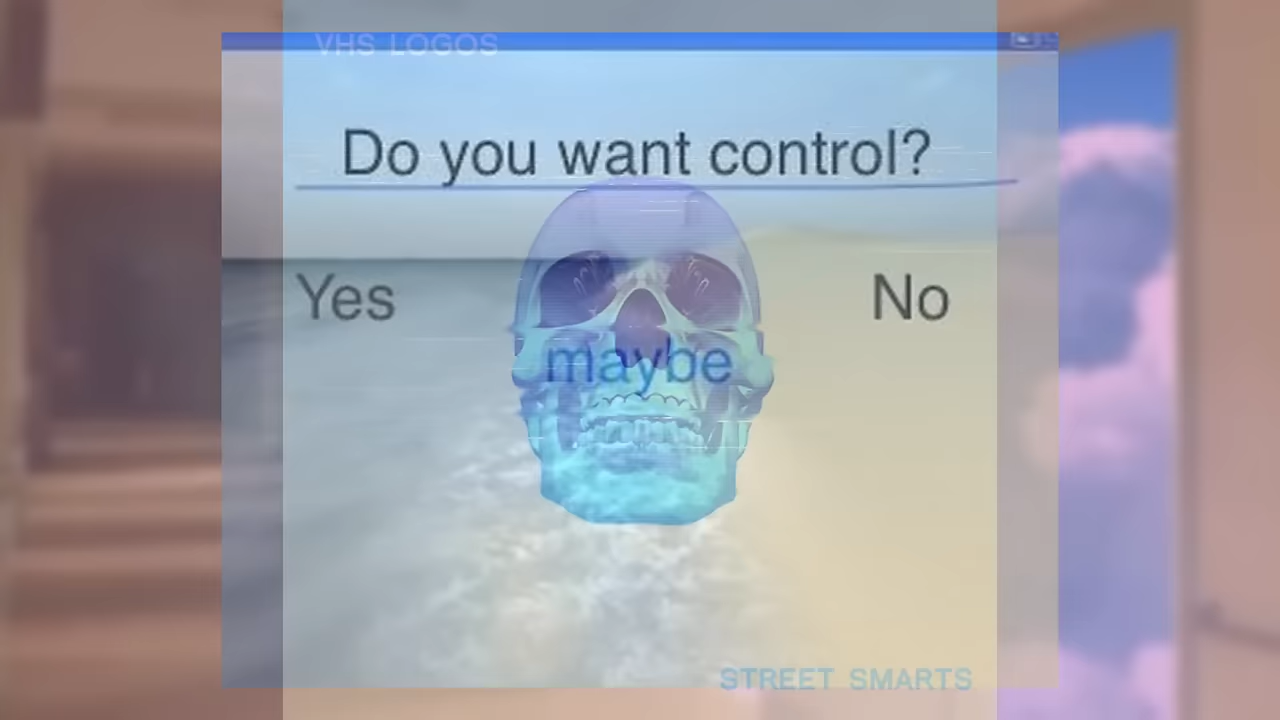 VHS LOGOS
Do you want control?
Yes
No
maybe
STREET SMARTS